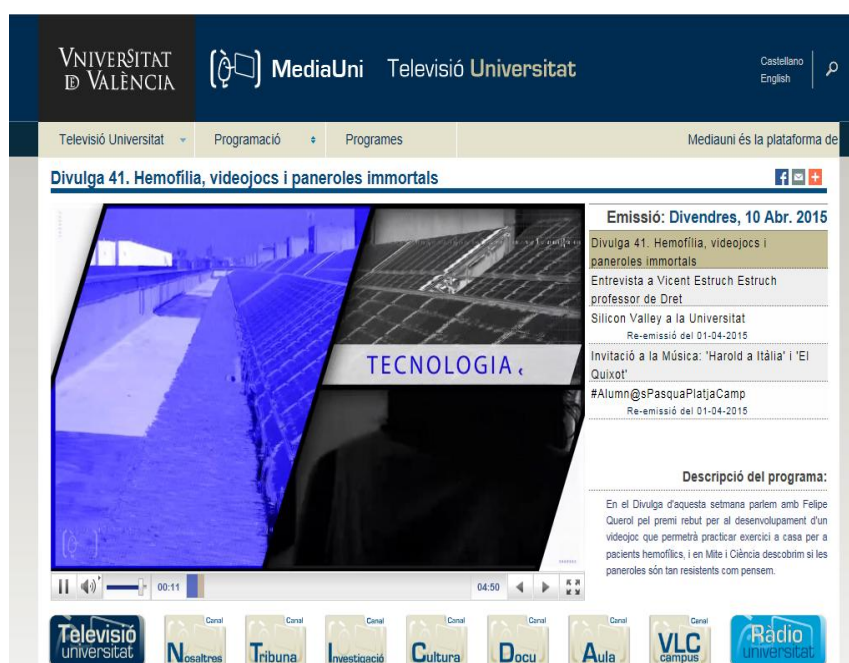 VNIVERSITAT
D VALÈNCIA
MediaUni Televisió Universitat
Castellano
English
Televisió Universitat
Programació
Programes
Mediauni és la plataforma de
Divulga 41. Hemofília, videojocs i paneroles immortals
TECNOLOGIA
00:11
04:50
Emissió: Divendres, 10 Abr. 2015
Divulga 41. Hemofília, videojocs i
paneroles immortals
Entrevista a Vicent Estruch Estruch
professor de Dret
Silicon Valley a la Universitat
Re-emissió del 01-04-2015
Invitació a la Música: 'Harold a Itàlia' i 'El
Quixot'
#Alumn@sPasquaPlatjaCamp
Re-emissió del 01-04-2015
Descripció del programa:
En el Divulga d'aquesta setmana parlem amb Felipe
Querol pel premi rebut per al desenvolupament d'un
videojoc que permetrà practicar exercici a casa per a
pacients hemofílics, i en Mite i Ciència descobrim si les
paneroles són tan resistents com pensem.
Televisió
universitat
Canal
Nosaltres
Canal
Tribuna
Canal
Investigació
Canal
Cultura
Canal
Docu
Canal
Aula
Canal
VLC
campus
Ràdio
universitat